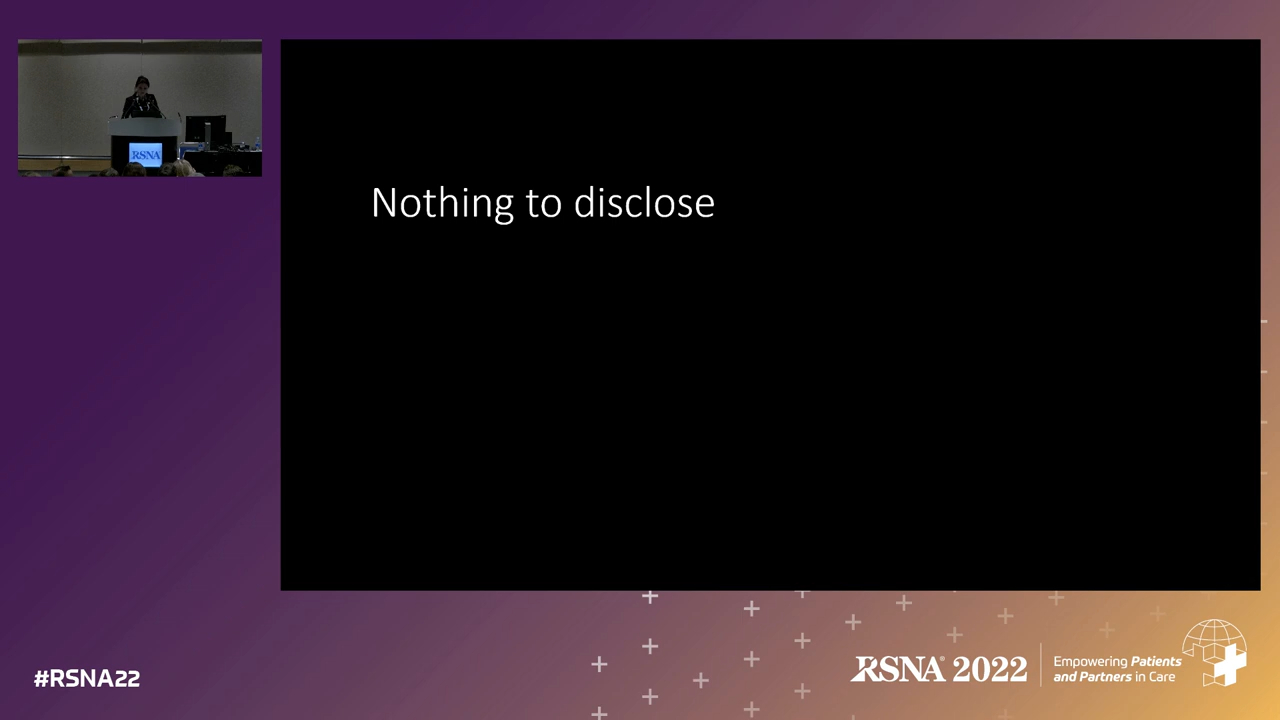 RSNA
Nothing to disclose
#RSNA22
RSNA® 2022
Empowering Patients
and Partners in Care